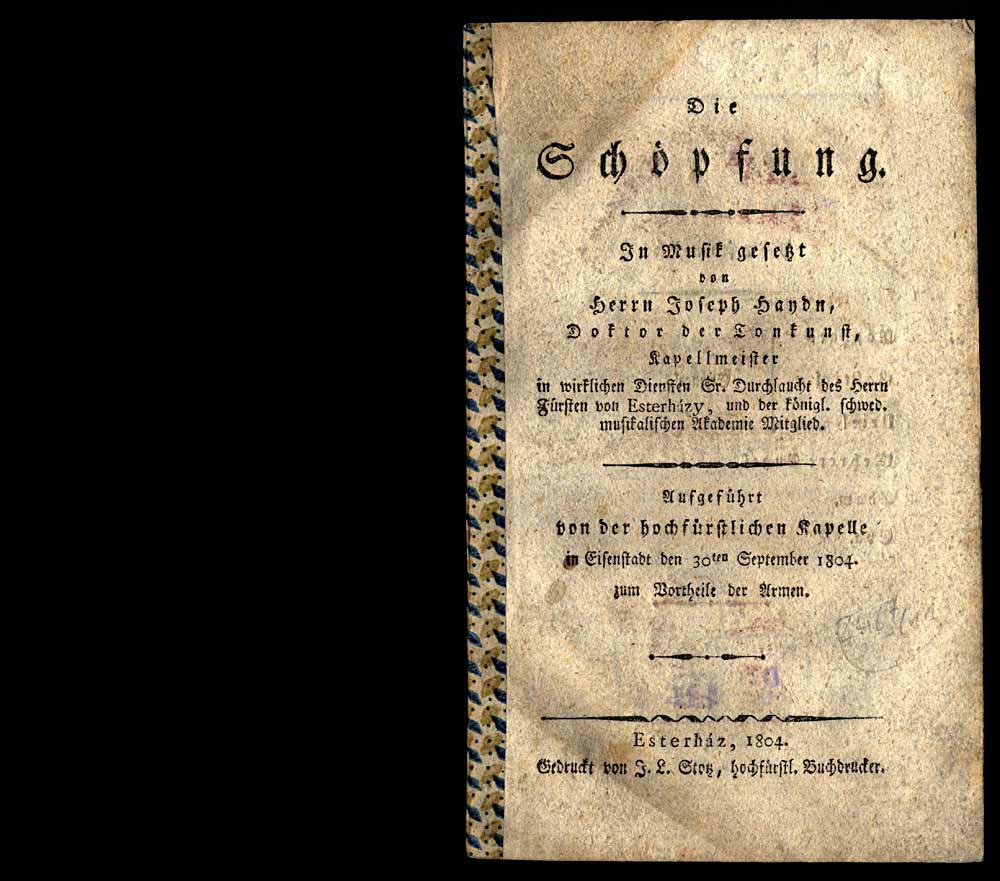 Die
Schöpfung.
In Musik gesetzt
von
Herrn Joseph Haydn,
Doktor der Tonkunst,
Kapellmeister
in wirklichen Diensten Sr. Durchlaucht des Herrn
Fürsten von Esterházy, und der königl. schwed.
musikalischen Akademie Mitglied.
Aufgeführt
von der hochfürstlichen Kapelle
in Eisenstadt den 30ten September 1804.
zum Vortheile der Armen.
Esterház, 1804.
Gedruckt von J. L. Stotz, hochfürstl. Buchdrucker.